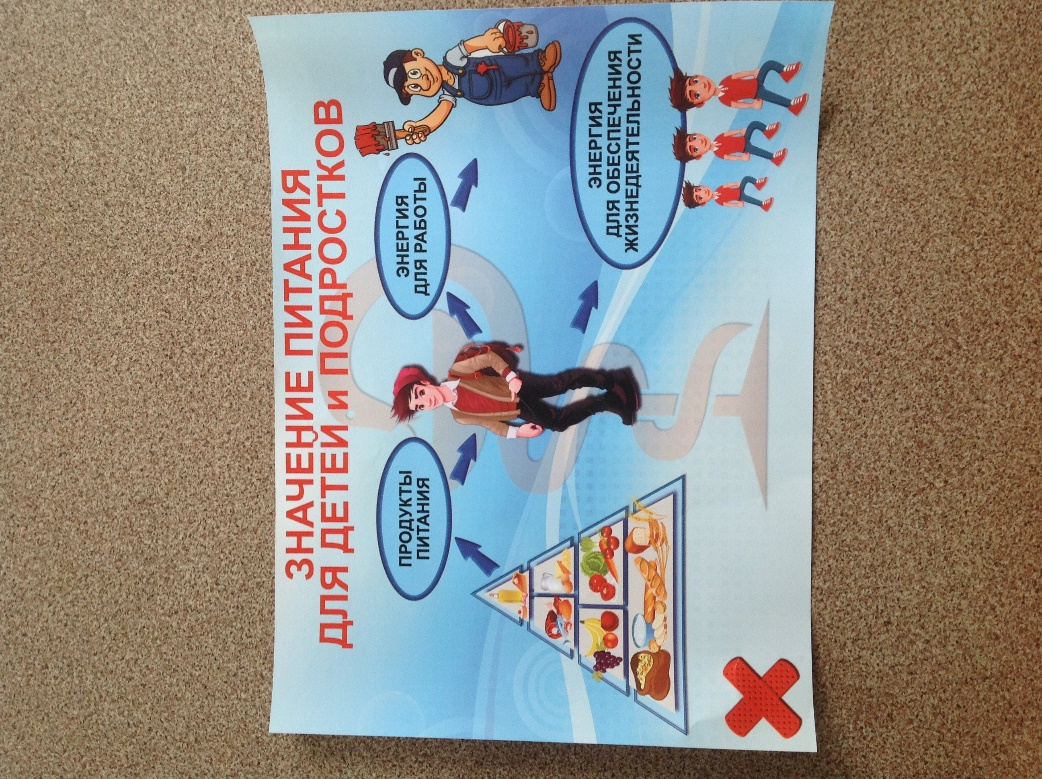 ЗНАЧЕНИЕ ПИТАНИЯ
ДЛЯ ДЕТЕЙ и ПОДРОСТКОВ
ПРОДУКТЫ
ПИТАНИЯ
ЭНЕРГИЯ
ДЛЯ РАБОТЫ
ЭНЕРГИЯ
ДЛЯ ОБЕСПЕЧЕНИЯ
ЖИЗНЕДЕЯТЕЛЬНОСТИ